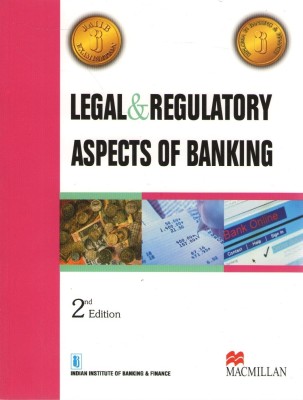 LEGAL&REGULATORY
ASPECTS OF BANKING
Bank Online
2nd
Edition
INDIAN INSTITUTE OF BANKING & FINANCE
MACMILLAN